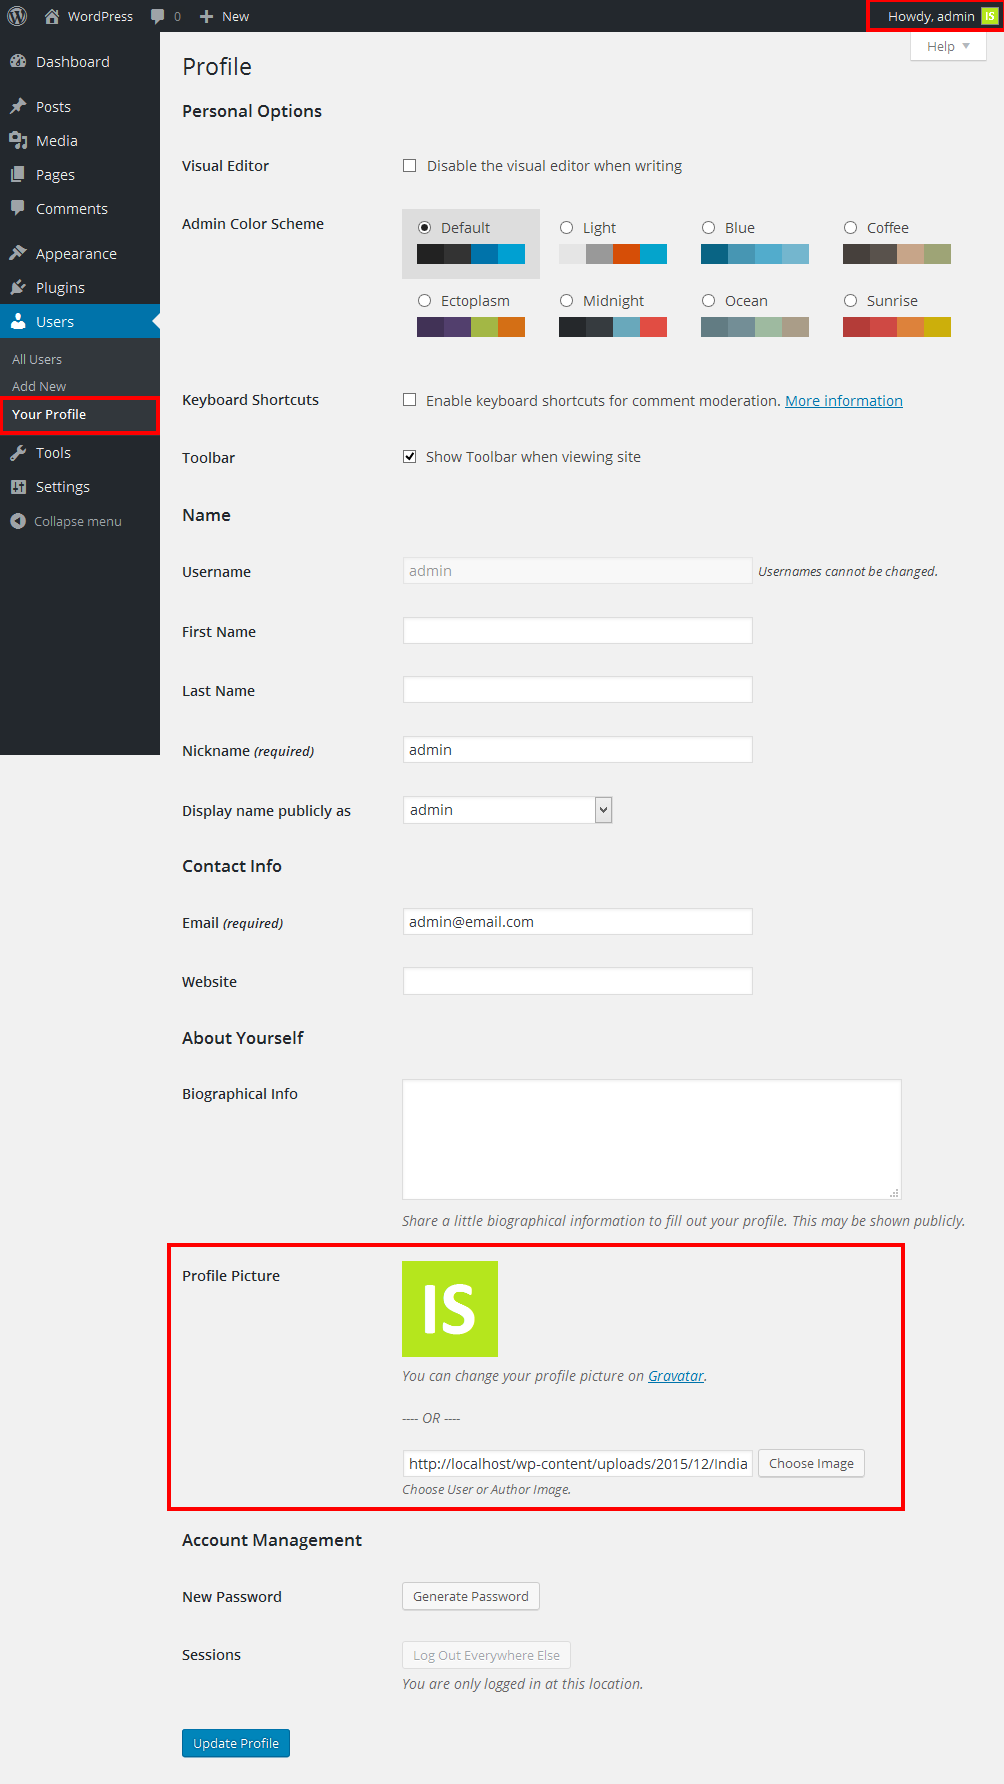 WordPress 0 New Howdy, admin IS
Help
Dashboard
Posts
Media
Pages
Comments
Appearance
Plugins
Users
All Users
Add New
Your Profile
Tools
Settings
Collapse menu
Profile
Personal Options
Visual Editor Disable the visual editor when writing
Admin Color Scheme Default Light Blue Coffee
Ectoplasm Midnight Ocean Sunrise
Keyboard Shortcuts Enable keyboard shortcuts for comment moderation. More information
Toolbar Show Toolbar when viewing site
Name
Username admin Usernames cannot be changed.
First Name
Last Name
Nickname (required) admin
Display name publicly as admin
Contact Info
Email (required) admin@email.com
Website
About Yourself
Biographical Info
Share a little biographical information to fill out your profile. This may be shown publicly.
Profile Picture IS
You can change your profile picture on Gravatar.
---- OR ----
http://localhost/wp-content/uploads/2015/12/India Choose Image
Choose User or Author Image.
Account Management
New Password Generate Password
Sessions Log Out Everywhere Else
You are only logged in at this location.
Update Profile